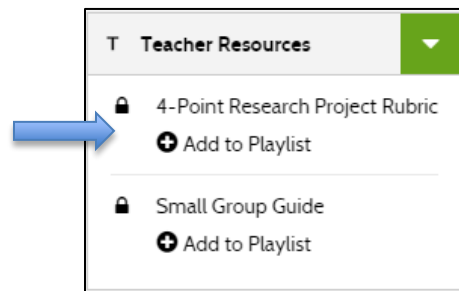 T Teacher Resources
4-Point Research Project Rubric
Add to Playlist
Small Group Guide
Add to Playlist